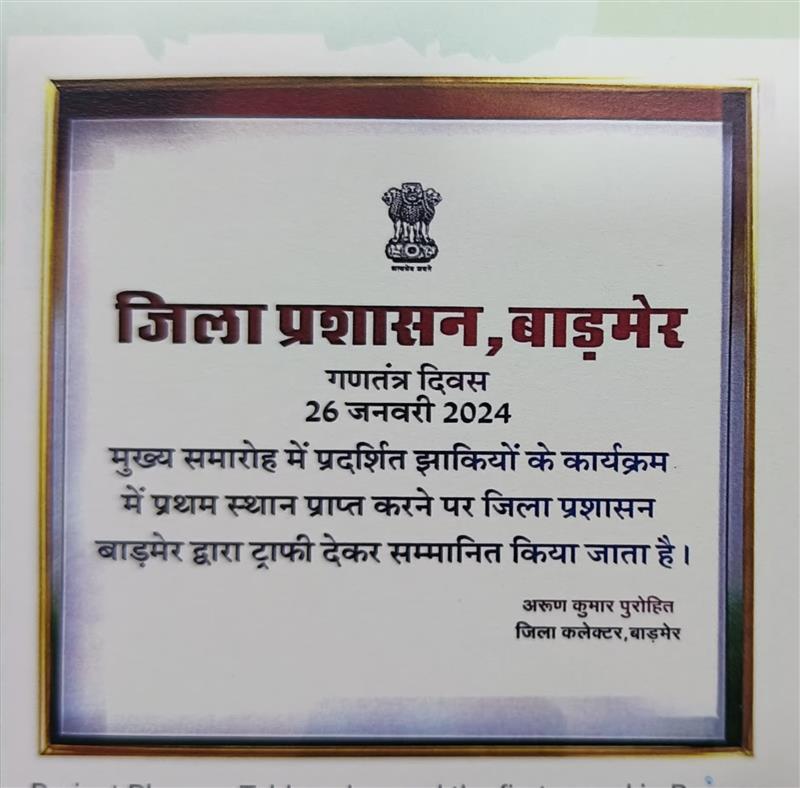 सत्यमेव जयते
जिला प्रशासन, बाड़मेर
गणतंत्र दिवस
26 जनवरी 2024
मुख्य समारोह में प्रदर्शित झाकियों के कार्यक्रम
में प्रथम स्थान प्राप्त करने पर जिला प्रशासन
बाड़मेर द्वारा ट्राफी देकर सम्मानित किया जाता है।
अरूण कुमार पुरोहित
जिला कलेक्टर,बाड़मेर